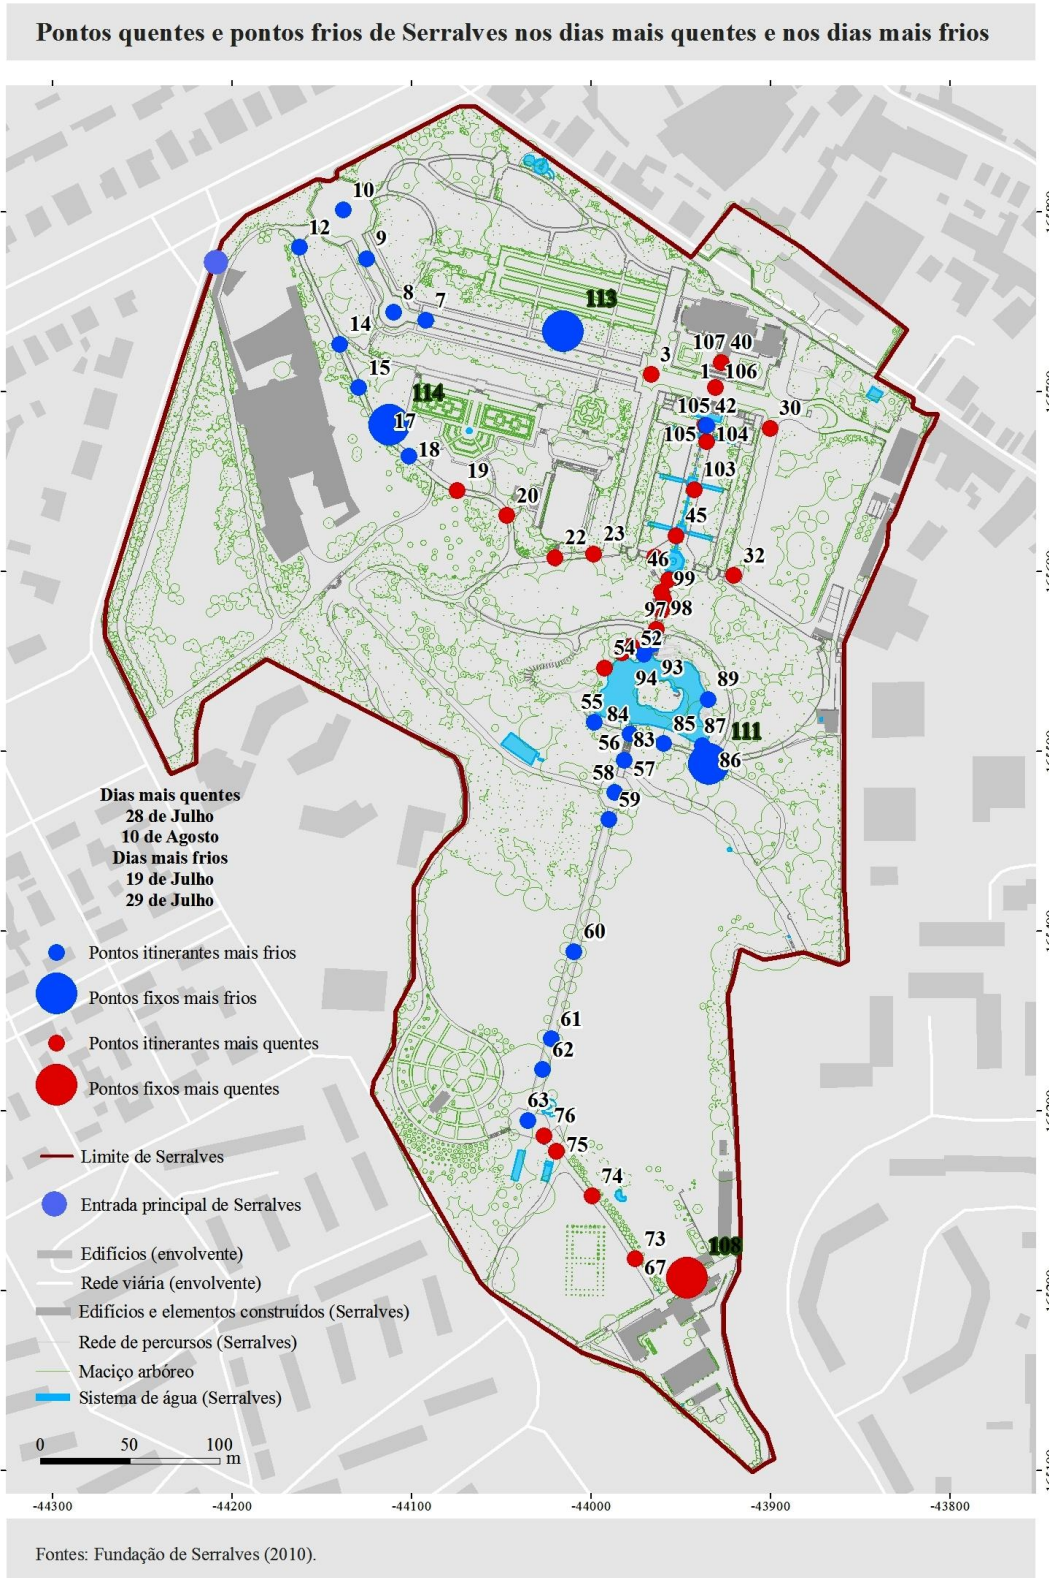 Pontos quentes e pontos frios de Serralves nos dias mais quentes e nos dias mais frios
10
12
9
8
7
113
14
3
107 40
15
114
1 106
17
105 42
30
18
105 104
19
103
20
45
22
23
46
32
99
97 98
52
54
93
94
89
55
84
85
87
111
56
83
86
58
57
59
60
61
62
63
76
75
74
73
108
67
Dias mais quentes
28 de Julho
10 de Agosto
Dias mais frios
19 de Julho
29 de Julho
Pontos itinerantes mais frios
Pontos fixos mais frios
Pontos itinerantes mais quentes
Pontos fixos mais quentes
Limite de Serralves
Entrada principal de Serralves
Edifícios (envolvente)
Rede viária (envolvente)
Edifícios e elementos construídos (Serralves)
Rede de percursos (Serralves)
Maciço arbóreo
Sistema de água (Serralves)
0 50 100
m
-44300 -44200 -44100 -44000 -43900 -43800
Fontes: Fundação de Serralves (2010).